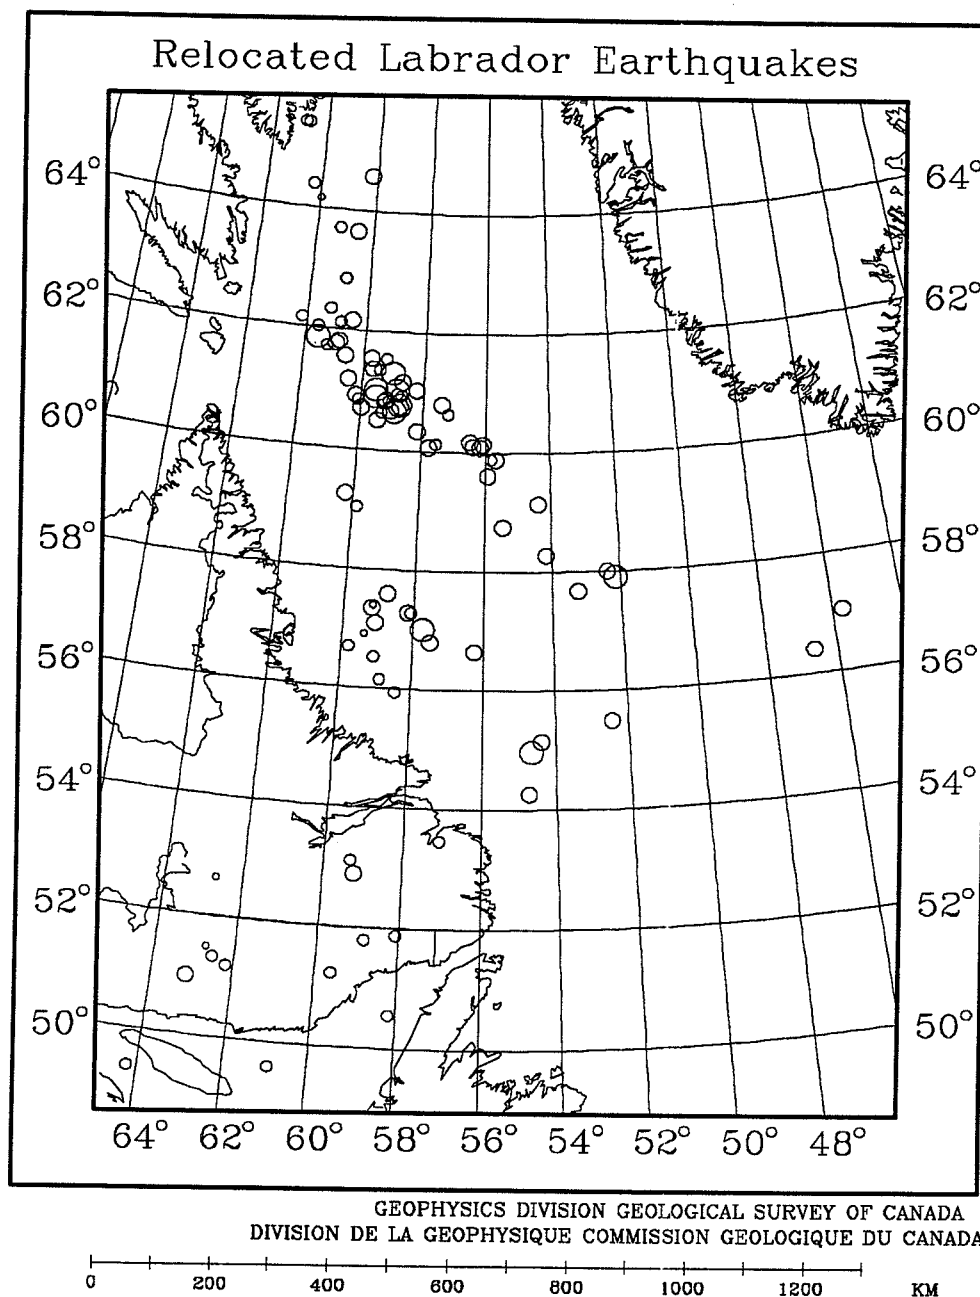 Relocated Labrador Earthquakes
64° 64°
62° 62°
60° 60°
58° 58°
56° 56°
54° 54°
52° 52°
50° 50°
64° 62° 60° 58° 56° 54° 52° 50° 48°
GEOPHYSICS DIVISION GEOLOGICAL SURVEY OF CANADA
DIVISION DE LA GEOPHYSIQUE COMMISSION GEOLOGIQUE DU CANADA
0 200 400 600 800 1000 1200 KM